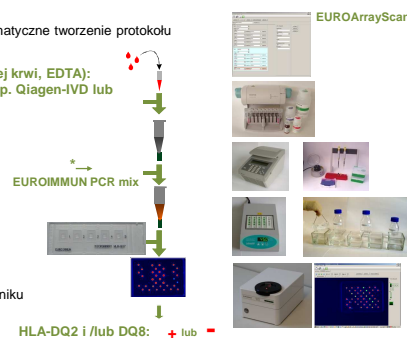 EUROArrayScan
matyczne tworzenie protokołu
ej krwi, EDTA):
p. Qiagen-IVD lub
*
EUROIMMUN PCR mix
niku
HLA-DQ2 i /lub DQ8: + lub -